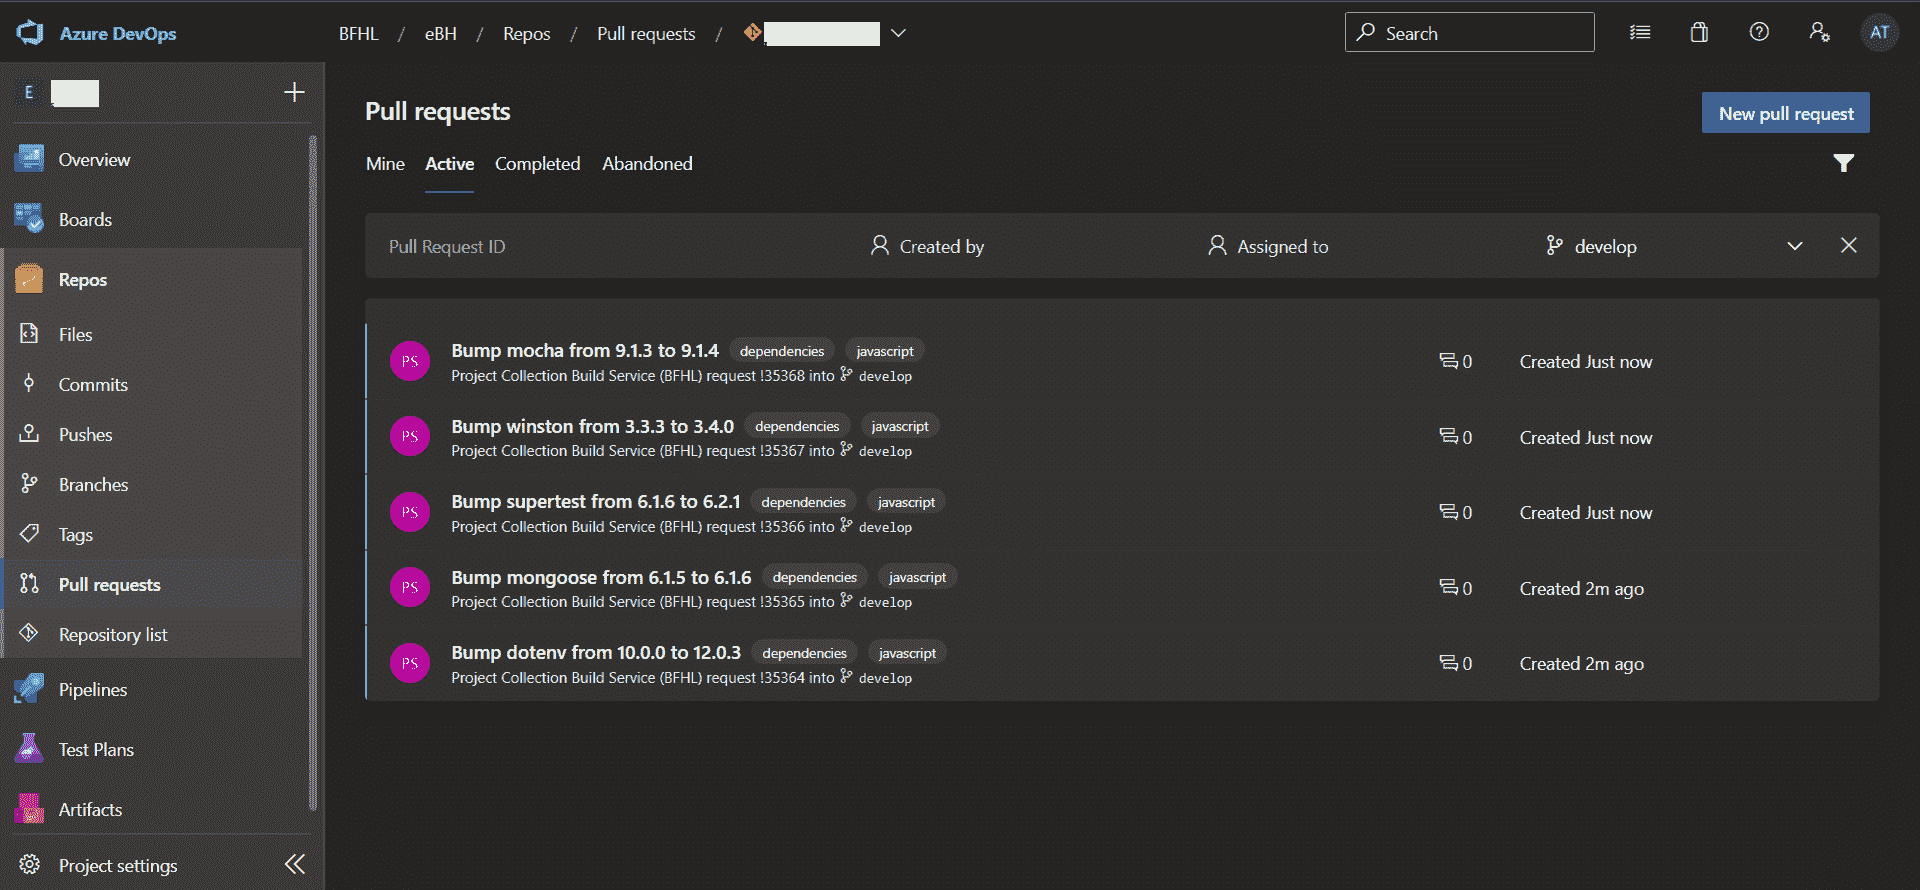 Azure DevOps
BFHL / eBH / Repos / Pull requests /
Search
AT
E
Overview
Boards
Repos
Files
Commits
Pushes
Branches
Tags
Pull requests
Repository list
Pipelines
Test Plans
Artifacts
Project settings
Pull requests
New pull request
Mine Active Completed Abandoned
Pull Request ID Created by Assigned to develop
PS
Bump mocha from 9.1.3 to 9.1.4 dependencies javascript
Project Collection Build Service (BFHL) request !35368 into develop
0 Created Just now
PS
Bump winston from 3.3.3 to 3.4.0 dependencies javascript
Project Collection Build Service (BFHL) request !35367 into develop
0 Created Just now
PS
Bump supertest from 6.1.6 to 6.2.1 dependencies javascript
Project Collection Build Service (BFHL) request !35366 into develop
0 Created Just now
PS
Bump mongoose from 6.1.5 to 6.1.6 dependencies javascript
Project Collection Build Service (BFHL) request !35365 into develop
0 Created 2m ago
PS
Bump dotenv from 10.0.0 to 12.0.3 dependencies javascript
Project Collection Build Service (BFHL) request !35364 into develop
0 Created 2m ago